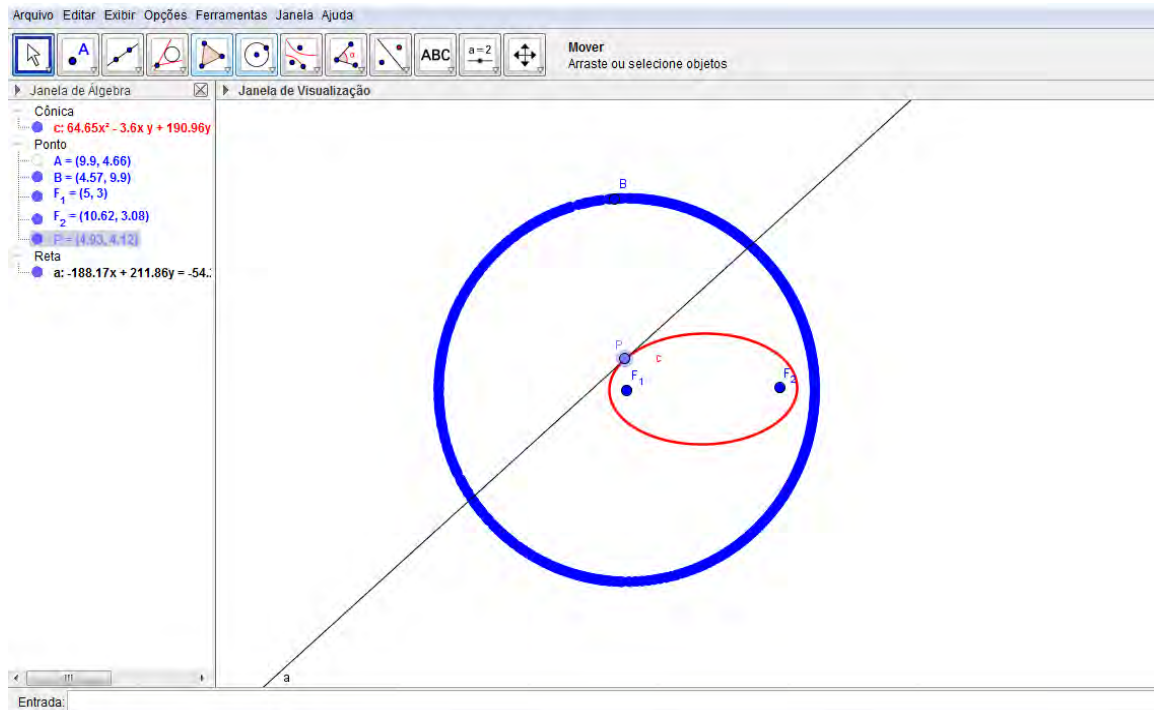 Arquivo Editar Exibir Opções Ferramentas Janela Ajuda
A ABC a=2 Mover
Arraste ou selecione objetos
Janela de Álgebra Janela de Visualização
Cônica
c: 64.65x² - 3.6x y + 190.96y
Ponto
A = (9.9, 4.66)
B = (4.57, 9.9)
F₁ = (5, 3)
F₂ = (10.62, 3.08)
P = (4.93, 4.12)
Reta
a: -188.17x + 211.86y = -54.
B
P
c
F₁
F₂
a
Entrada: